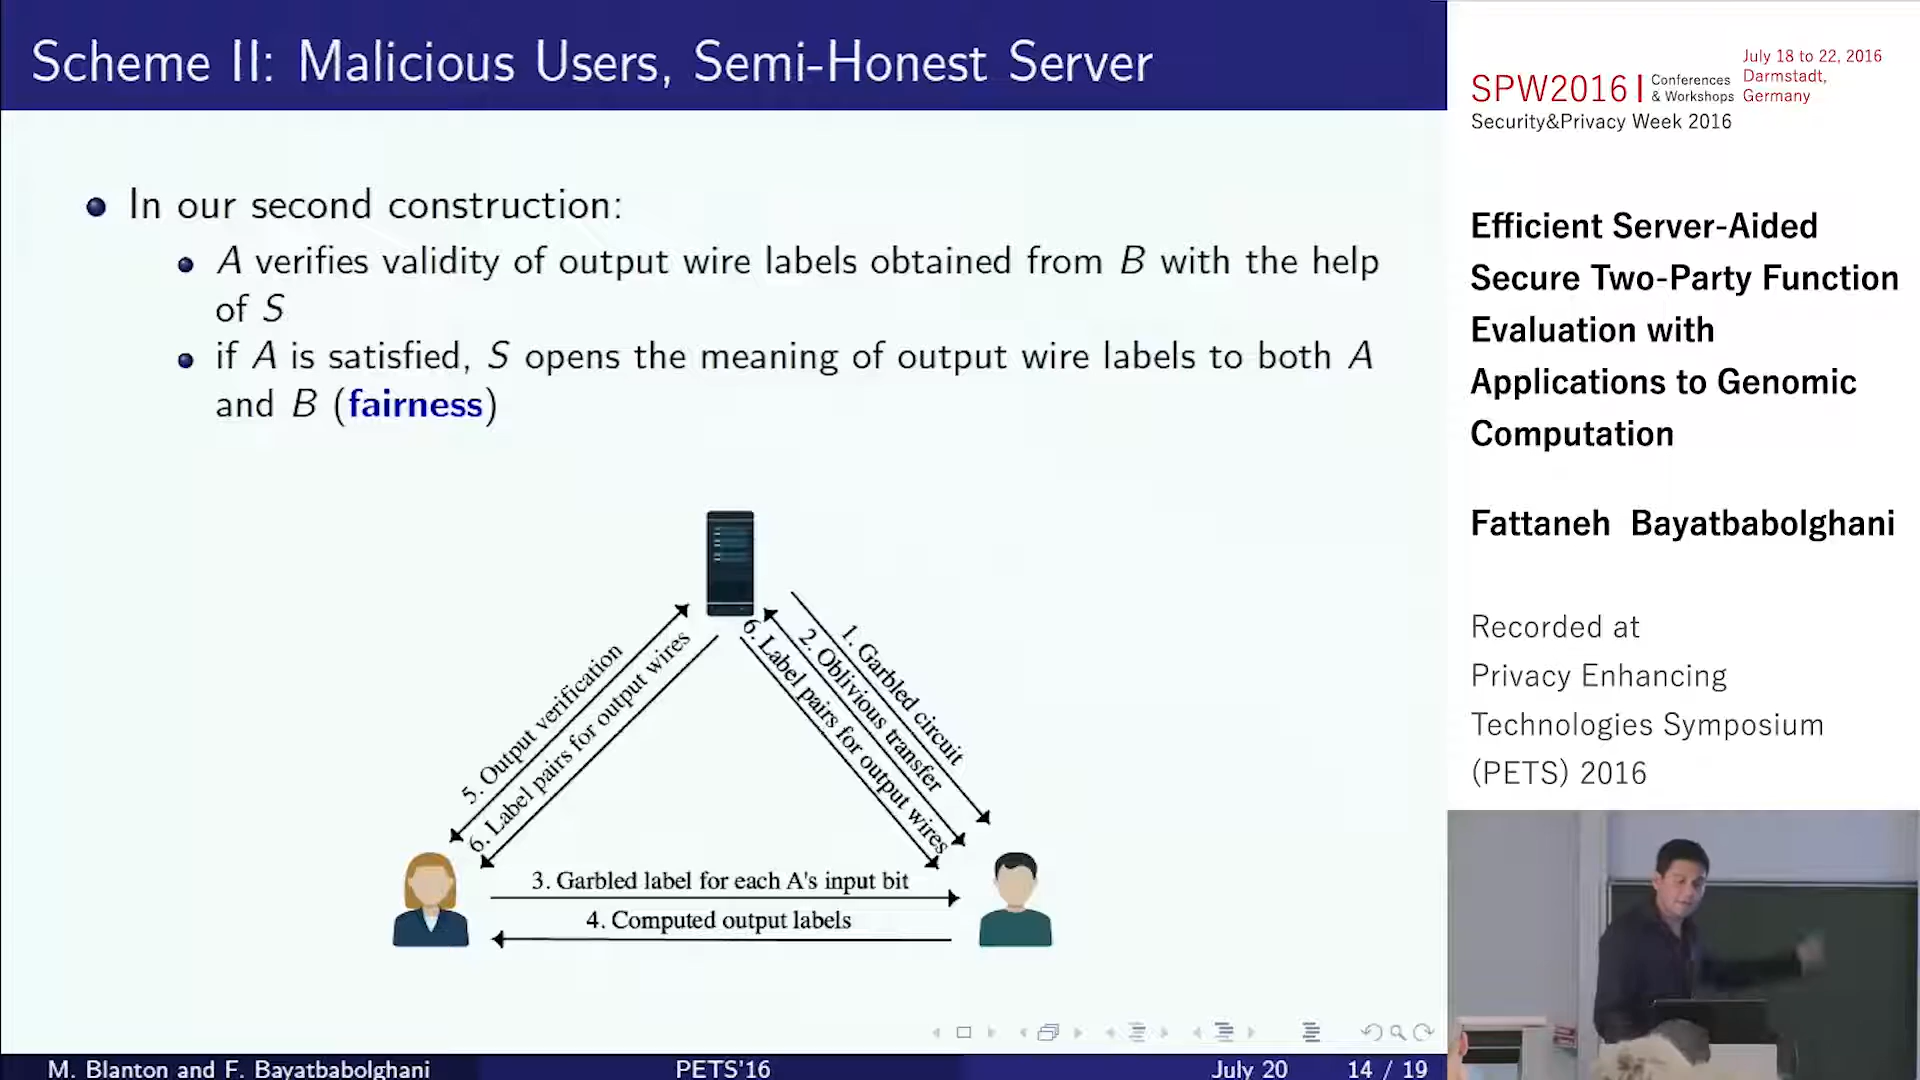 Scheme II: Malicious Users, Semi-Honest Server
In our second construction:
A verifies validity of output wire labels obtained from B with the help
of S
if A is satisfied, S opens the meaning of output wire labels to both A
and B (fairness)
1. Garbled circuit
2. Oblivious transfer
6. Label pairs for output wires
5. Output verification
6. Label pairs for output wires
3. Garbled label for each A's input bit
4. Computed output labels
M. Blanton and F. Bayatbabolghani PETS'16 July 20 14 / 19
SPW2016 | Conferences & Workshops
July 18 to 22, 2016
Darmstadt,
Germany
Security&Privacy Week 2016
Efficient Server-Aided
Secure Two-Party Function
Evaluation with
Applications to Genomic
Computation
Fattaneh Bayatbabolghani
Recorded at
Privacy Enhancing
Technologies Symposium
(PETS) 2016